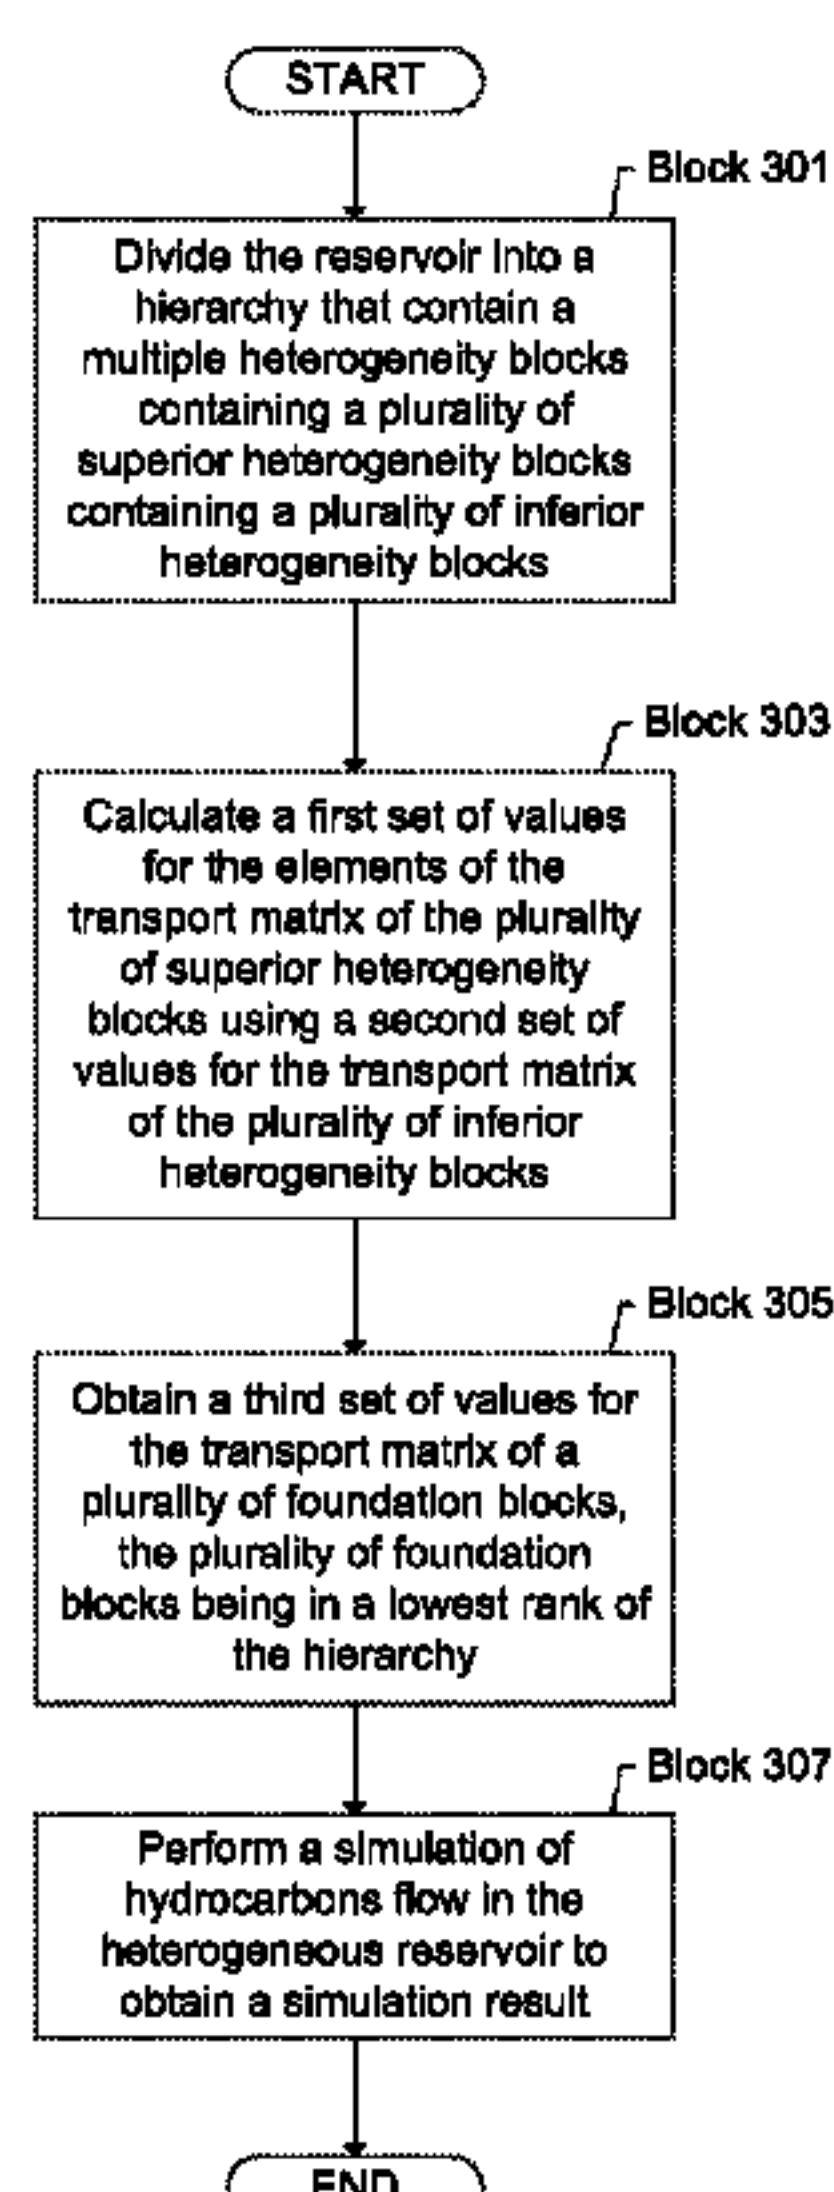 START
Block 301
Divide the reservoir into a
hierarchy that contain a
multiple heterogeneity blocks
containing a plurality of
superior heterogeneity blocks
containing a plurality of inferior
heterogeneity blocks
Block 303
Calculate a first set of values
for the elements of the
transport matrix of the plurality
of superior heterogeneity
blocks using a second set of
values for the transport matrix
of the plurality of inferior
heterogeneity blocks
Block 305
Obtain a third set of values for
the transport matrix of a
plurality of foundation blocks,
the plurality of foundation
blocks being in a lowest rank of
the hierarchy
Block 307
Perform a simulation of
hydrocarbons flow in the
heterogeneous reservoir to
obtain a simulation result
END